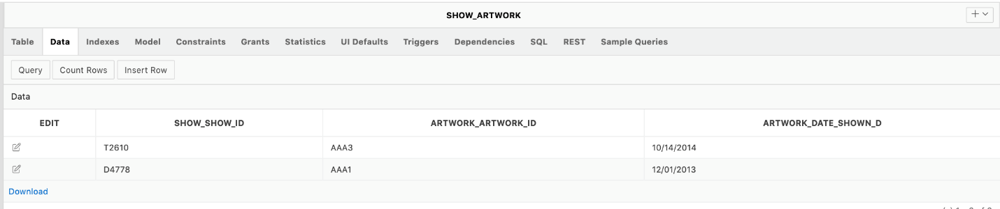 SHOW_ARTWORK
Table Data Indexes Model Constraints Grants Statistics UI Defaults Triggers Dependencies SQL REST Sample Queries
Query Count Rows Insert Row
Data
EDIT SHOW_SHOW_ID ARTWORK_ARTWORK_ID ARTWORK_DATE_SHOWN_D
T2610 AAA3 10/14/2014
D4778 AAA1 12/01/2013
Download